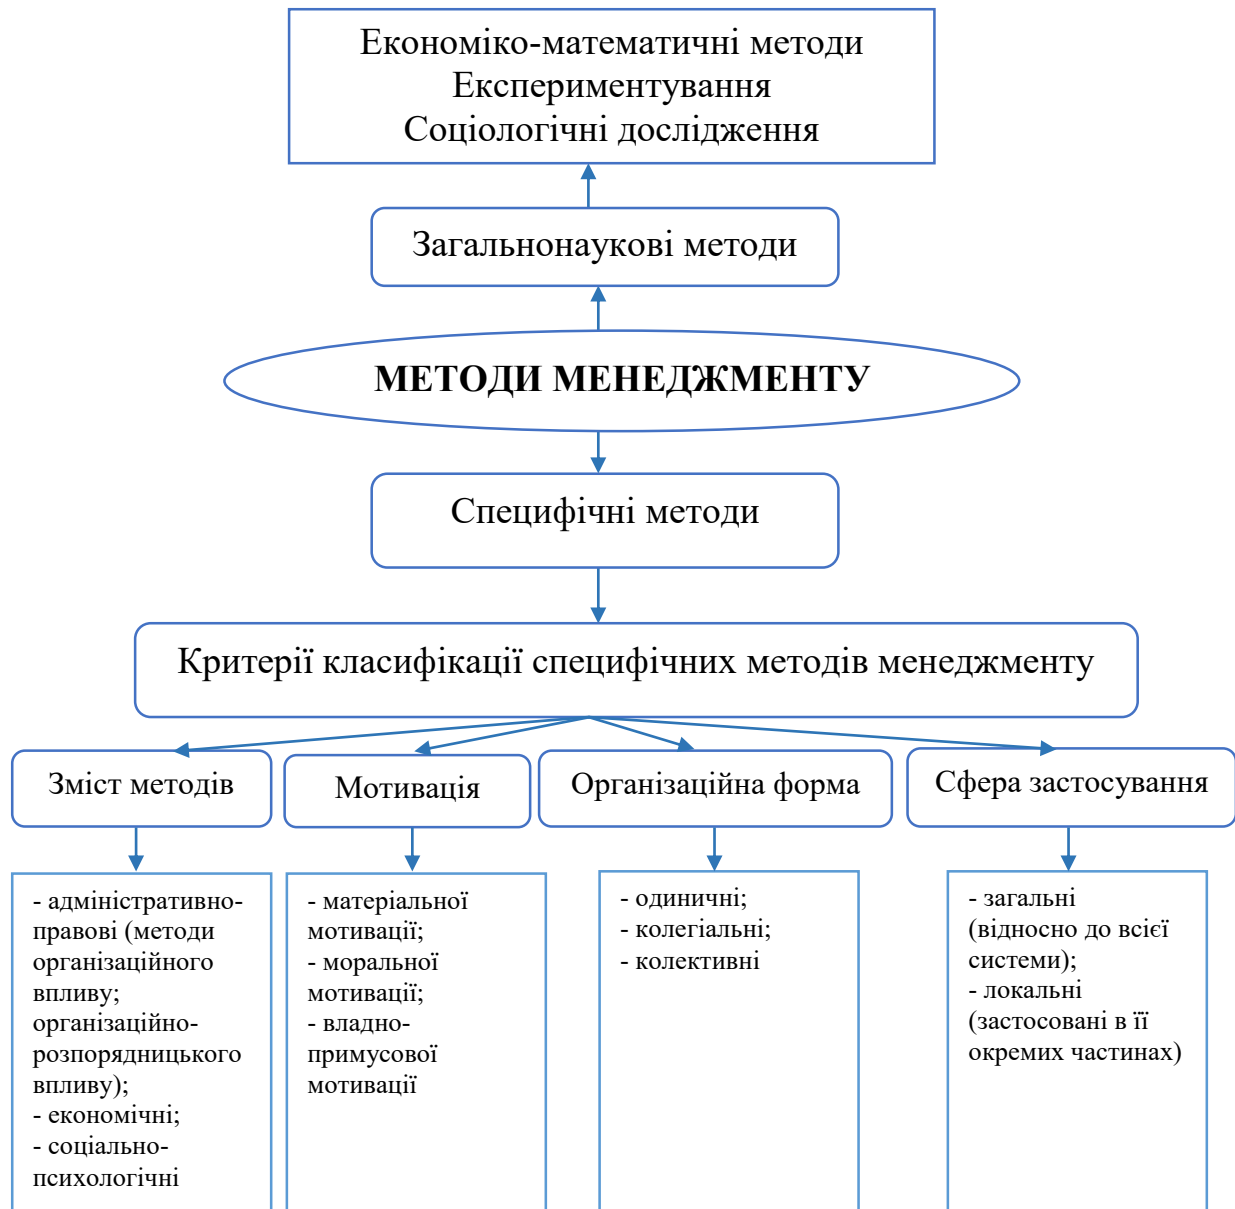 Економіко-математичні методи
Експериментування
Соціологічні дослідження
Загальнонаукові методи
МЕТОДИ МЕНЕДЖМЕНТУ
Специфічні методи
Критерії класифікації специфічних методів менеджменту
Зміст методів
Мотивація
Організаційна форма
Сфера застосування
- адміністративно-
правові (методи
організаційного
впливу;
організаційно-
розпорядницького
впливу);
- економічні;
- соціально-
психологічні
- матеріальної
мотивації;
- моральної
мотивації;
- владно-
примусової
мотивації
- одиничні;
- колегіальні;
- колективні
- загальні
(відносно до всієї
системи);
- локальні
(застосовані в її
окремих частинах)